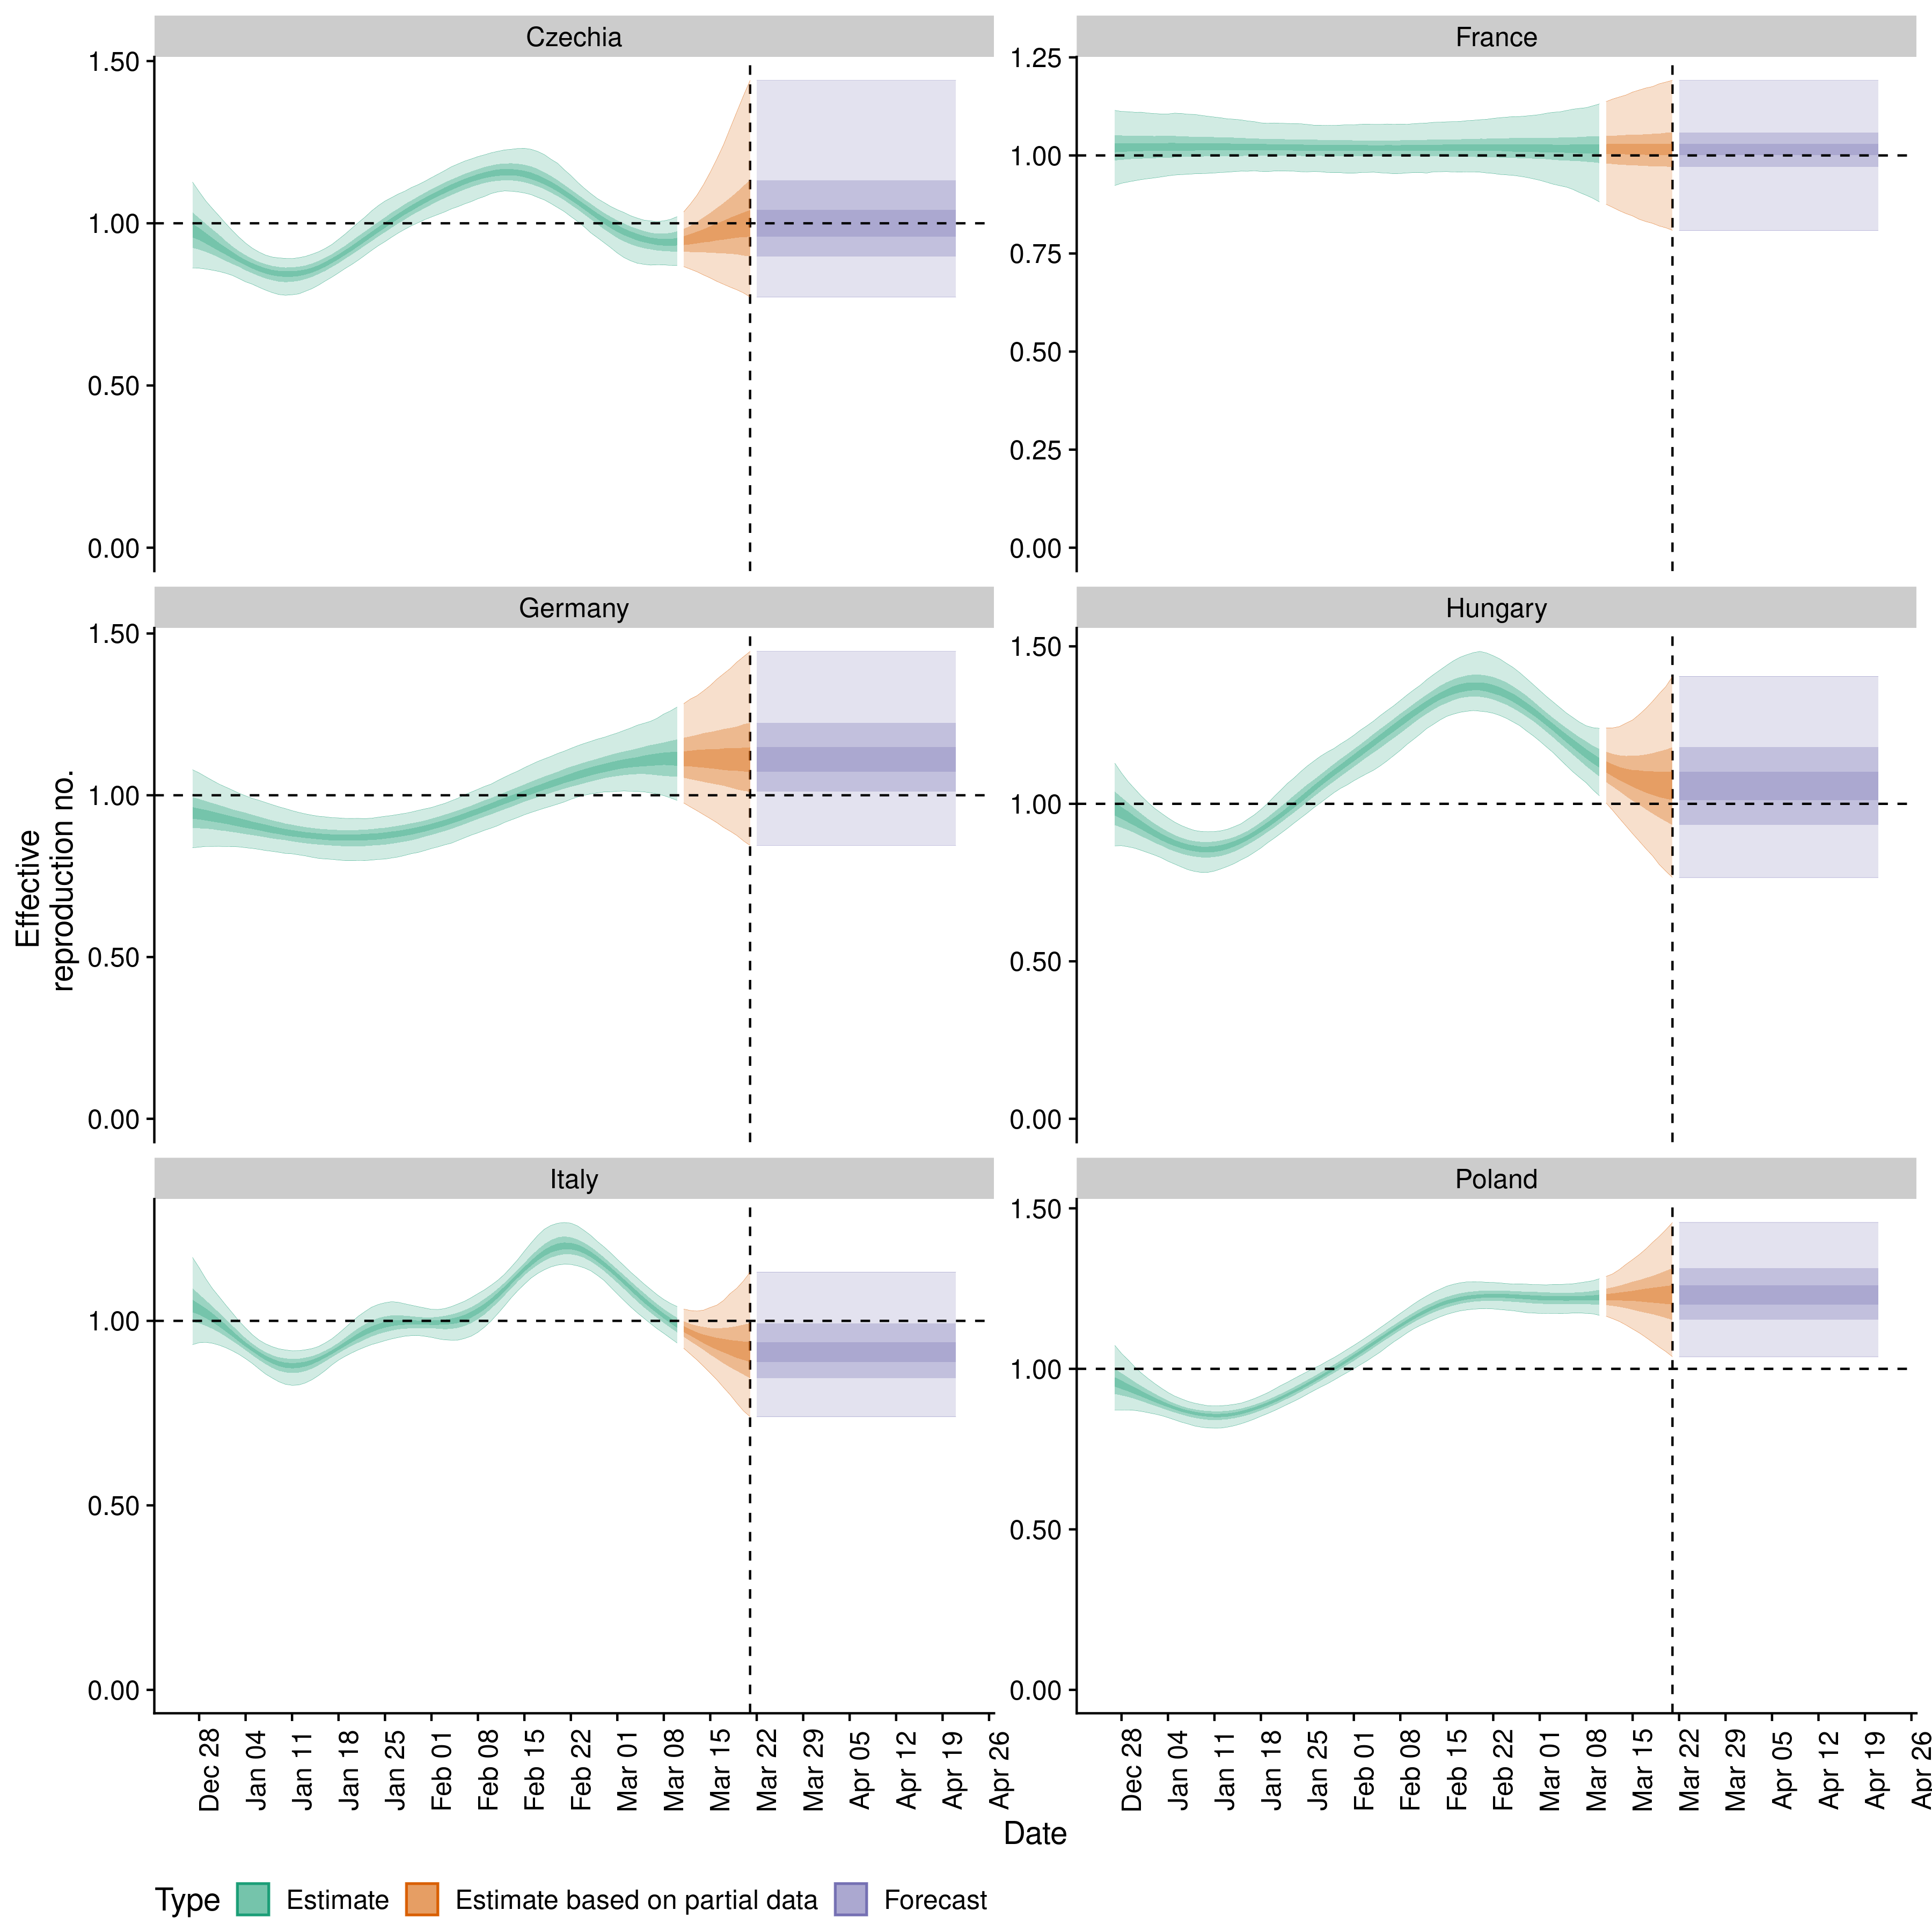 Czechia
France
1.50
1.00
0.50
0.00
1.25
1.00
0.75
0.50
0.25
0.00
Germany
Hungary
1.50
1.00
0.50
0.00
1.50
1.00
0.50
0.00
Italy
Poland
1.00
0.50
0.00
1.50
1.00
0.50
0.00
Effective
reproduction no.
Dec 28
Jan 04
Jan 11
Jan 18
Jan 25
Feb 01
Feb 08
Feb 15
Feb 22
Mar 01
Mar 08
Mar 15
Mar 22
Mar 29
Apr 05
Apr 12
Apr 19
Apr 26
Dec 28
Jan 04
Jan 11
Jan 18
Jan 25
Feb 01
Feb 08
Feb 15
Feb 22
Mar 01
Mar 08
Mar 15
Mar 22
Mar 29
Apr 05
Apr 12
Apr 19
Apr 26
Date
Type Estimate Estimate based on partial data Forecast